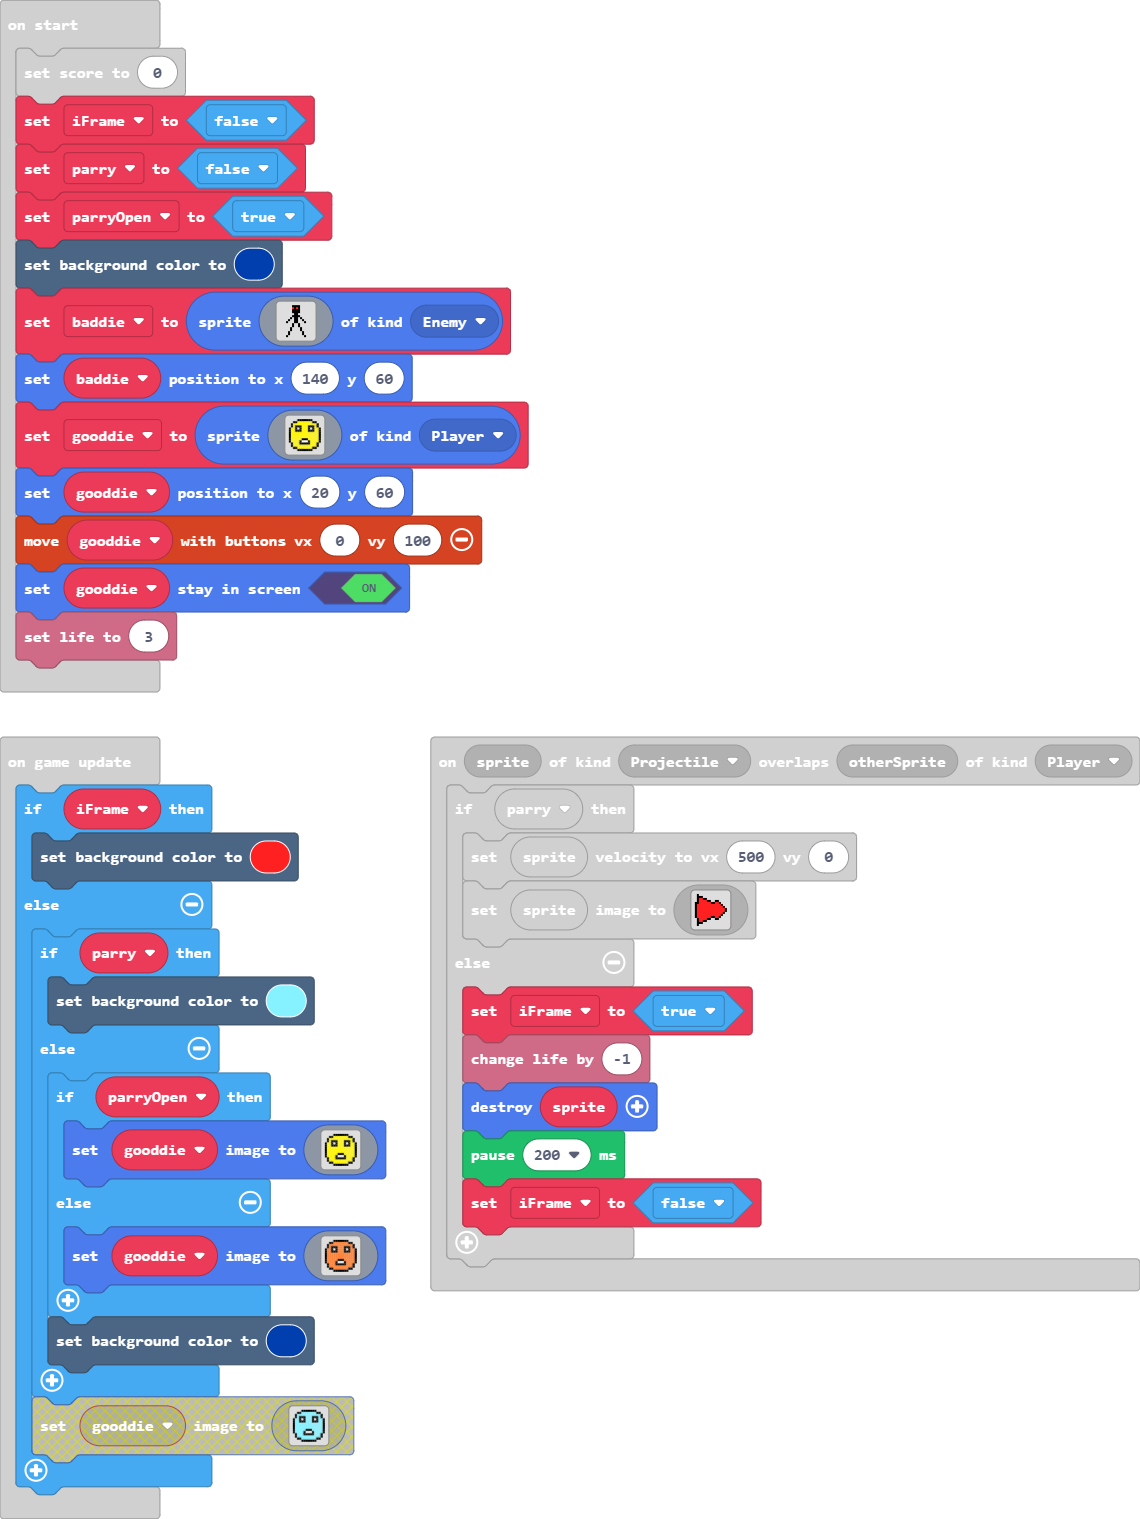 on start
set score to 0
set iFrame to false
set parry to false
set parryOpen to true
set background color to
set baddie to sprite of kind Enemy
set baddie position to x 140 y 60
set gooddie to sprite of kind Player
set gooddie position to x 20 y 60
move gooddie with buttons vx 0 vy 100
set gooddie stay in screen ON
set life to 3
on game update
if iFrame then
set background color to
else
if parry then
set background color to
else
if parryOpen then
set gooddie image to
else
set gooddie image to
set background color to
set gooddie image to
on sprite of kind Projectile overlaps otherSprite of kind Player
if parry then
set sprite velocity to vx 500 vy 0
set sprite image to
else
set iFrame to true
change life by -1
destroy sprite
pause 200 ms
set iFrame to false